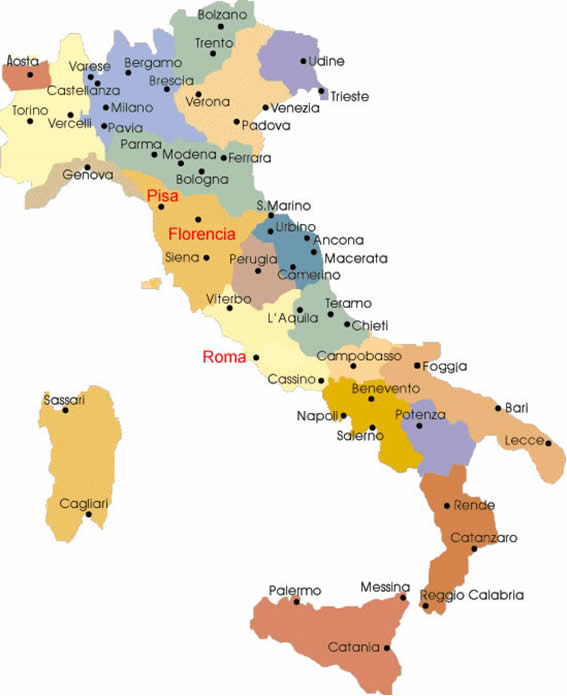 Bolzano
Trento
Aosta
Varese
Bergamo
Udine
Castellanza
Brescia
Verona
Trieste
Torino
Milano
Venezia
Vercelli
Pavia
Padova
Parma
Modena
Ferrara
Genova
Bologna
Pisa
S.Marino
Florencia
Urbino
Ancona
Siena
Perugia
Macerata
Camerino
Viterbo
L'Aquila
Teramo
Chieti
Roma
Campobasso
Foggja
Cassino
Benevento
Sassari
Napoli
Potenza
Bari
Salerno
Lecce
Cagliari
Rende
Catanzaro
Palermo
Messina
Reggio Calabria
Catania